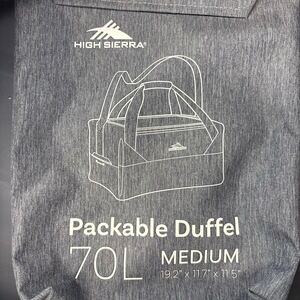 HIGH SIERRA®
Packable Duffel
70L MEDIUM
19.2" x 11.7" x 11.5"